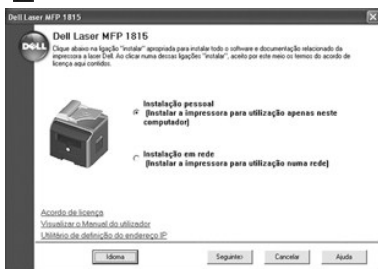 Dell Laser MFP 1815
Dell Laser MFP 1815
DELL
Clique abaixo na ligação "instalar" apropriada para instalar todo o software e documentação relacionado da
impressora a laser Dell. Ao clicar numa dessas ligações "instalar", aceito por este meio os termos do acordo de
licença aqui contidos.
Instalação pessoal
(Instalar a impressora para utilização apenas neste
computador)
Instalação em rede
(Instalar a impressora para utilização numa rede)
Acordo de licença
Visualizar o Manual do utilizador
Utilitário de definição do endereço IP
Idioma
Seguinte>
Cancelar
Ajuda